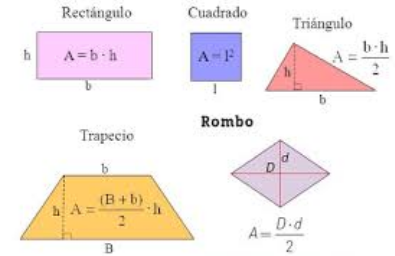 Rectángulo
h
A = b · h
b
Cuadrado
A = l²
l
Triángulo
h
A = b · h / 2
b
Trapecio
b
h
A = (B + b) / 2 · h
B
Rombo
D
d
A = D · d / 2